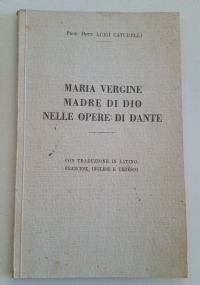 Prof. Dott. LUIGI SATURELLI
MARIA VERGINE
MADRE DI DIO
NELLE OPERE DI DANTE
CON TRADUZIONE IN LATINO,
FRANCESE, INGLESE E TEDESCO